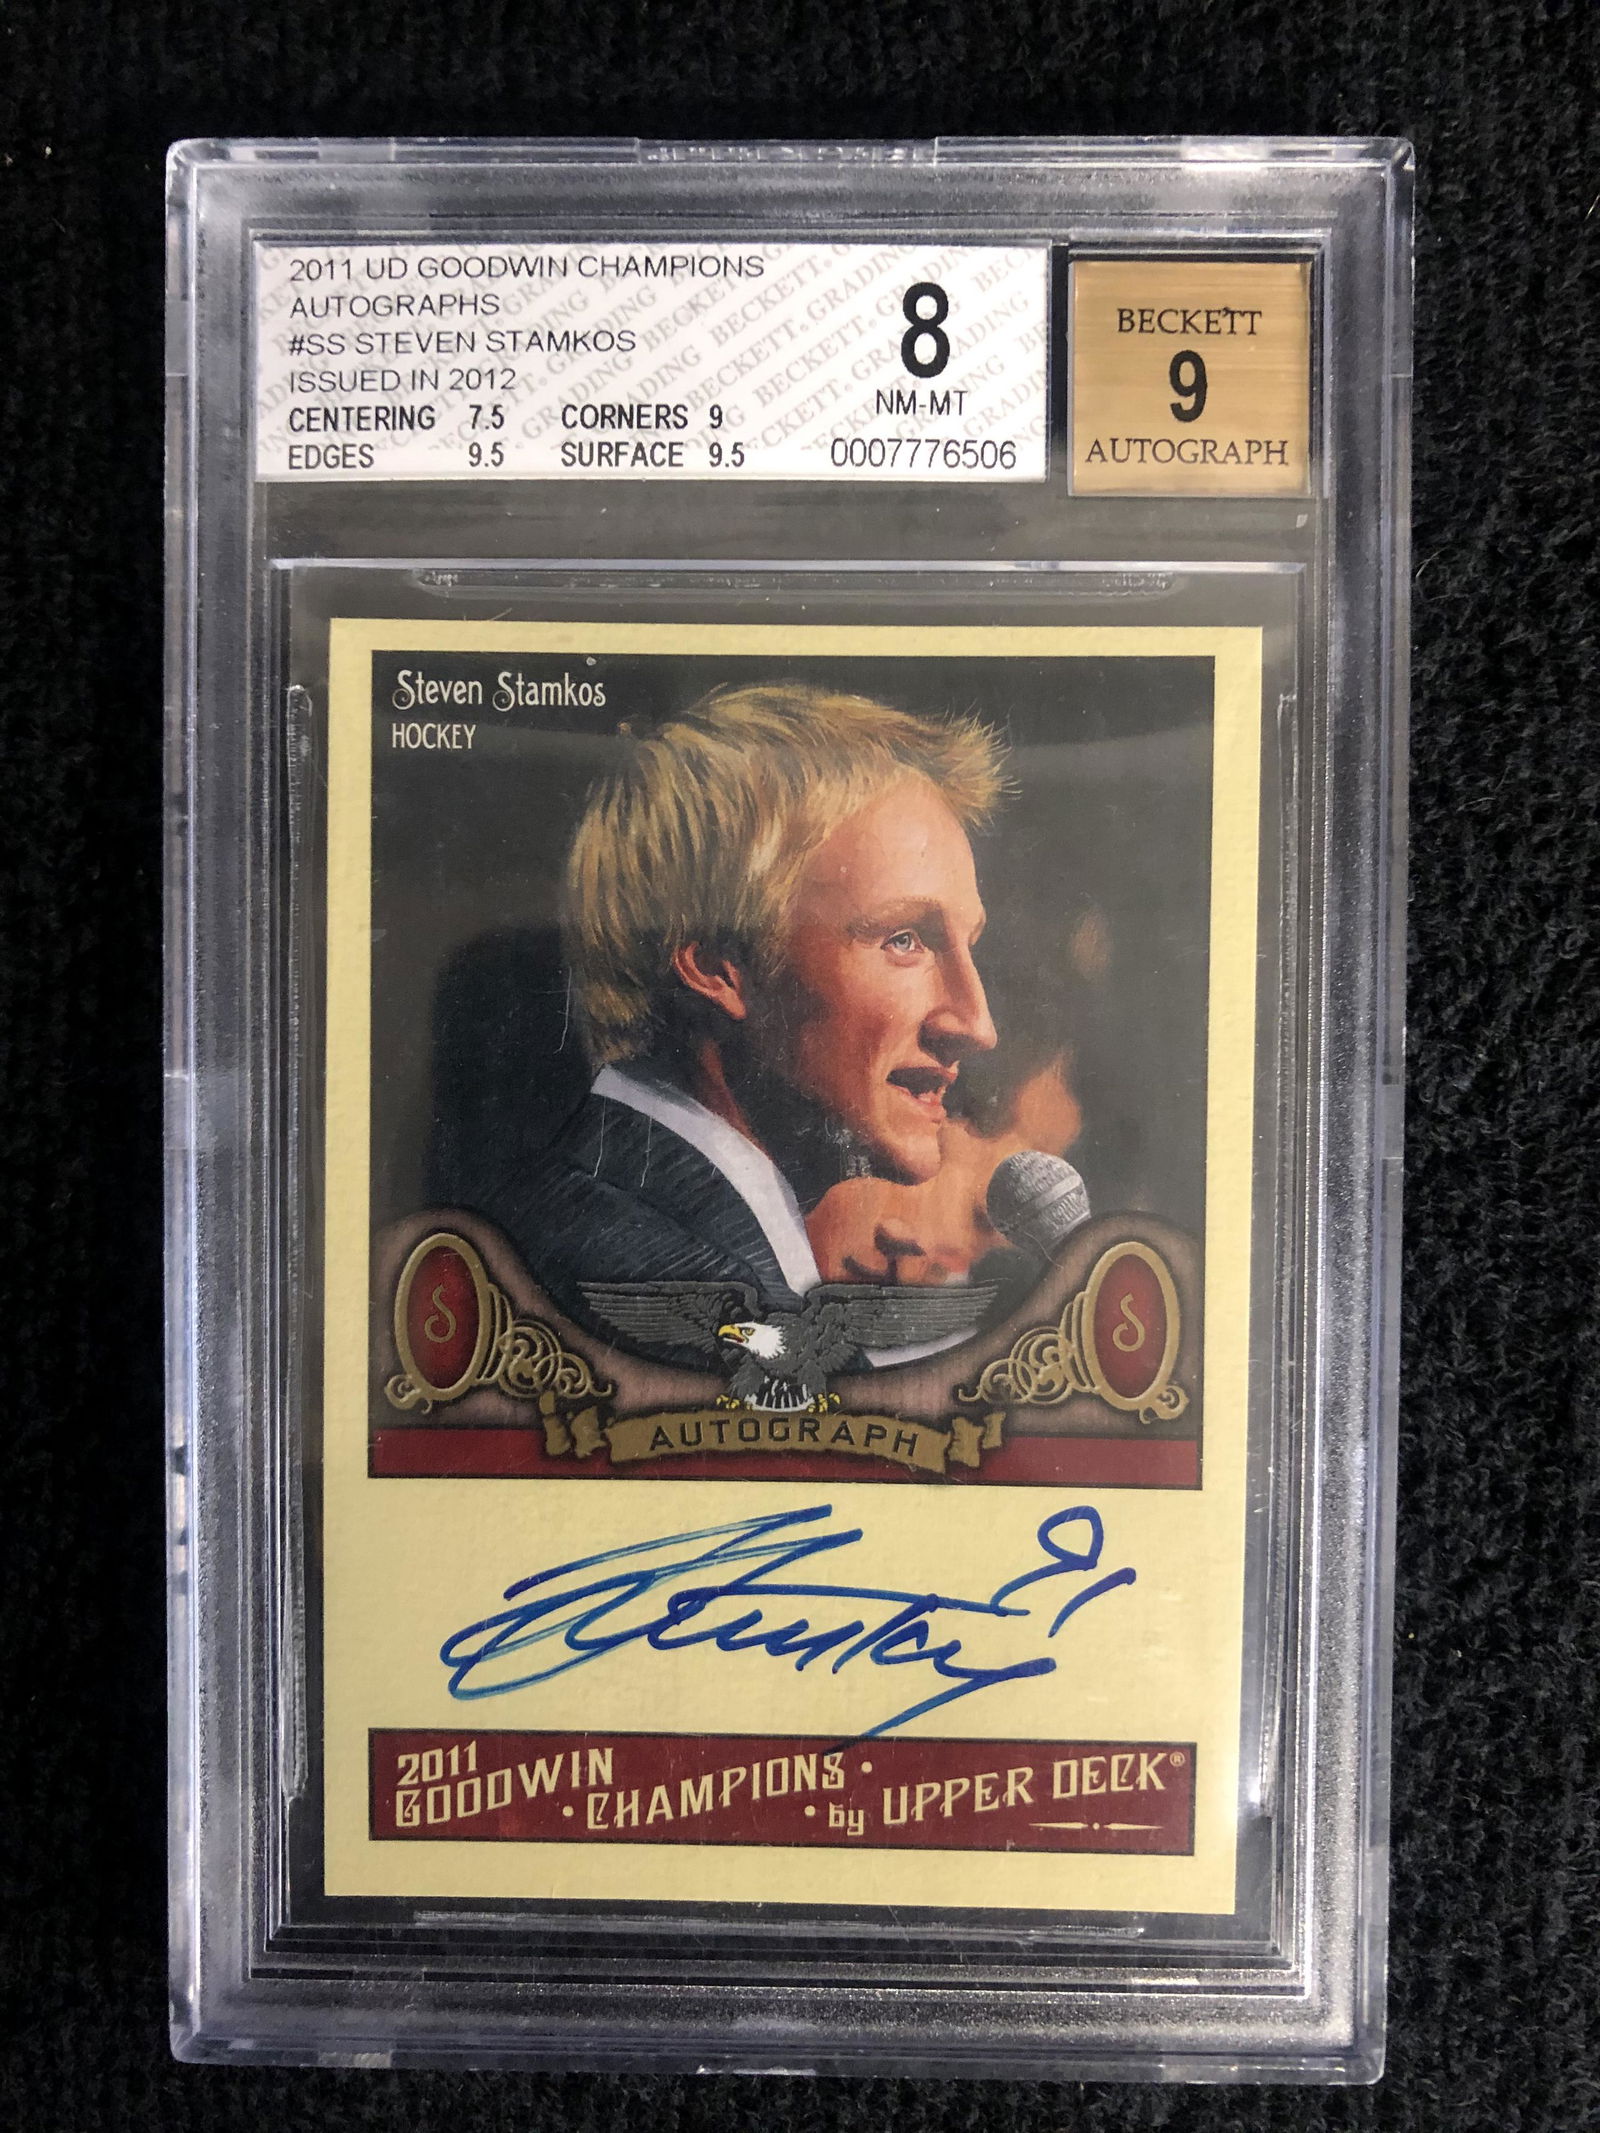 2011 UD GOODWIN CHAMPIONS
AUTOGRAPHS
#SS STEVEN STAMKOS
ISSUED IN 2012
CENTERING 7.5 CORNERS 9
EDGES 9.5 SURFACE 9.5
8
NM-MT
0007776506
BECKETT
9
AUTOGRAPH
Steven Stamkos
HOCKEY
S S
AUTOGRAPH
91
2011
GOODWIN
• CHAMPIONS •
• by UPPER DECK®